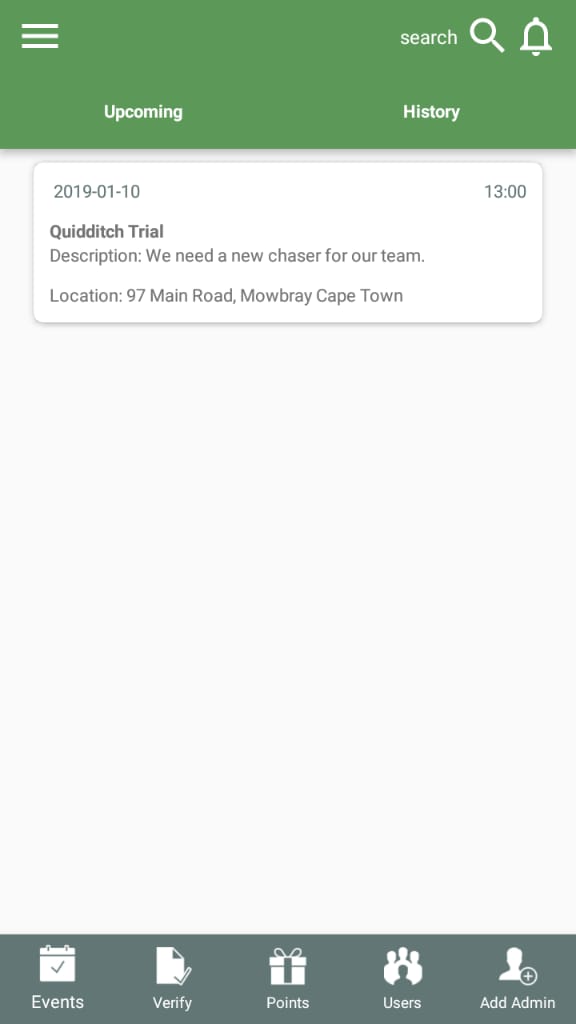 search
Upcoming History
2019-01-10 13:00
Quidditch Trial
Description: We need a new chaser for our team.
Location: 97 Main Road, Mowbray Cape Town
Events Verify Points Users Add Admin